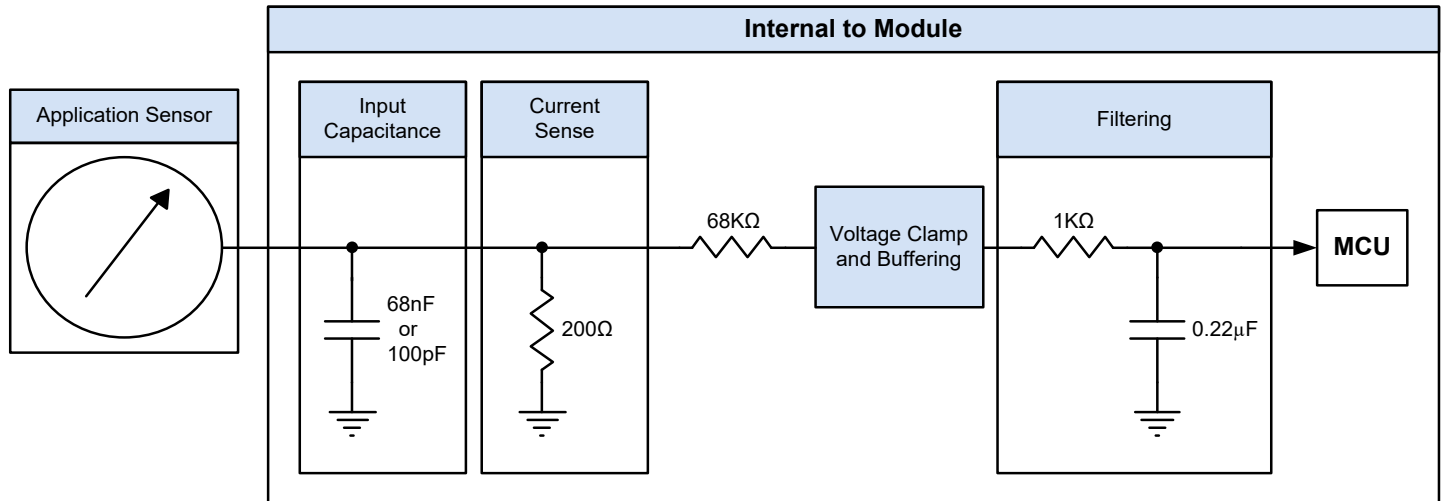 Internal to Module
Application Sensor
Input
Capacitance
Current
Sense
Filtering
68KΩ
Voltage Clamp
and Buffering
1KΩ
MCU
68nF
or
100pF
200Ω
0.22μF